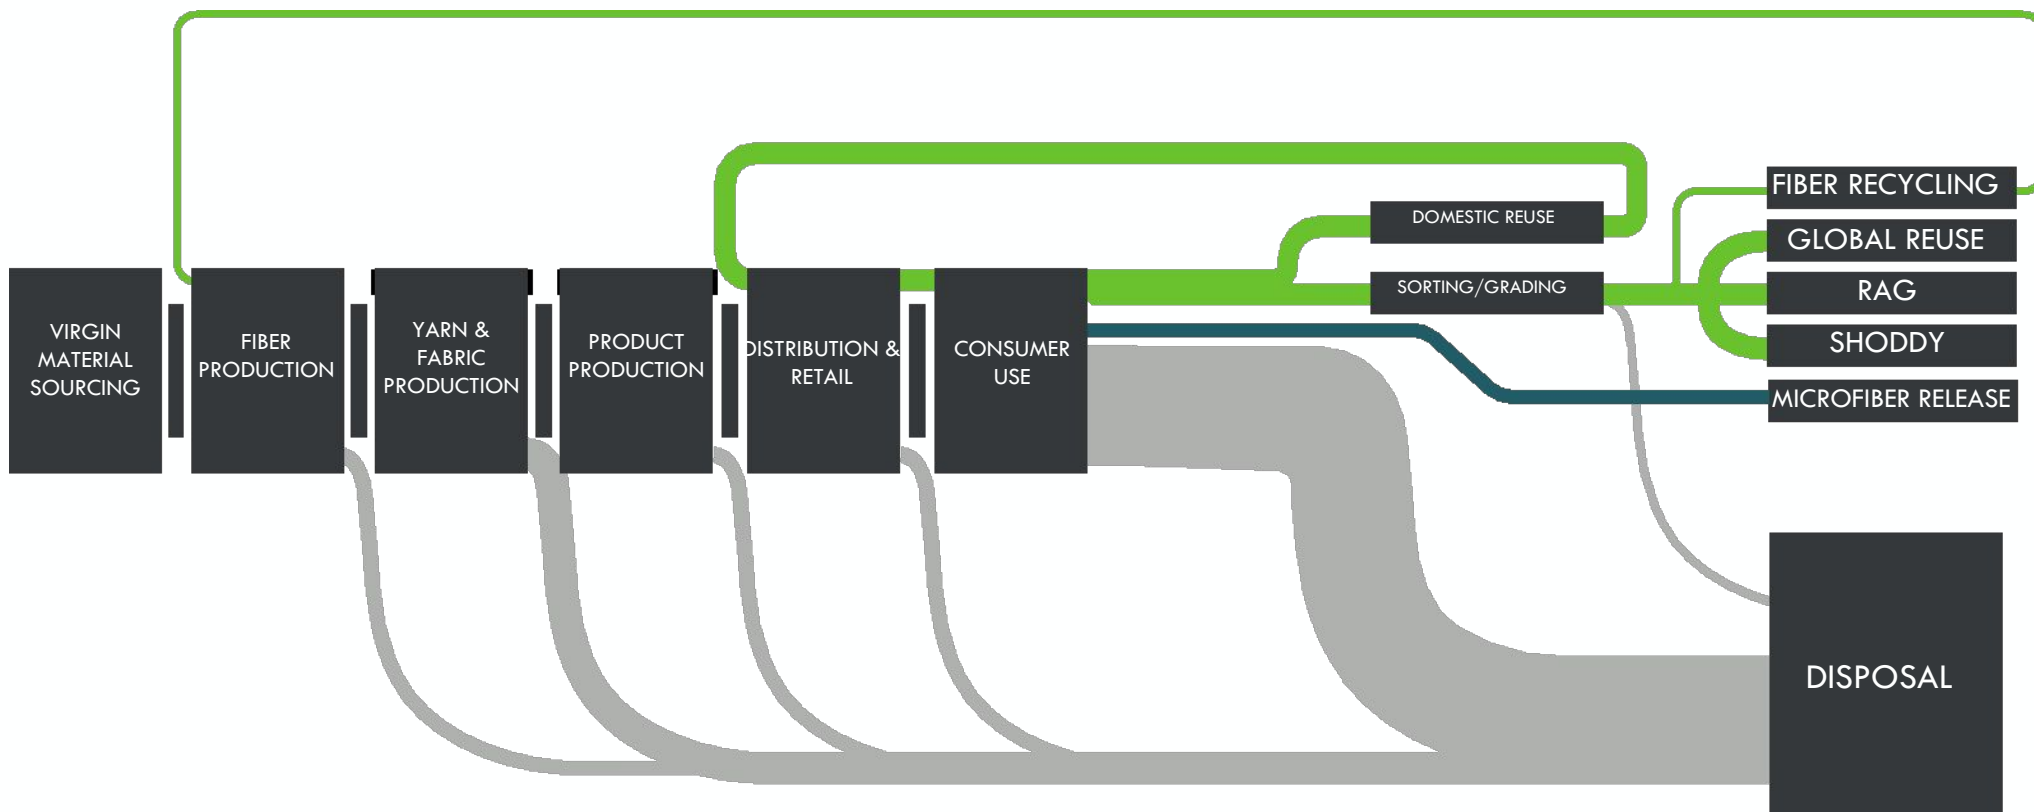 VIRGIN
MATERIAL
SOURCING
FIBER
PRODUCTION
YARN &
FABRIC
PRODUCTION
PRODUCT
PRODUCTION
DISTRIBUTION &
RETAIL
CONSUMER
USE
DOMESTIC REUSE
SORTING/GRADING
FIBER RECYCLING
GLOBAL REUSE
RAG
SHODDY
MICROFIBER RELEASE
DISPOSAL